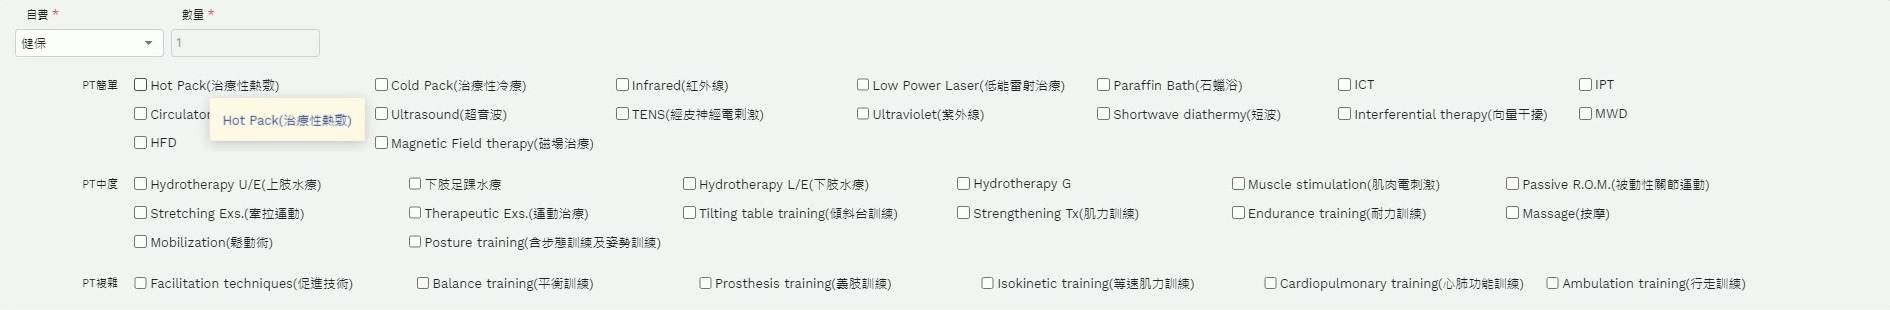 自費 * 數量 *
健保 1
PT簡單 Hot Pack(治療性熱敷) Cold Pack(治療性冷療) Infrared(紅外線) Low Power Laser(低能雷射治療) Paraffin Bath(石蠟浴) ICT IPT
Circulator Ultrasound(超音波) TENS(經皮神經電刺激) Ultraviolet(紫外線) Shortwave diathermy(短波) Interferential therapy(向量干擾) MWD
Hot Pack(治療性熱敷)
HFD Magnetic Field therapy(磁場治療)
PT中度 Hydrotherapy U/E(上肢水療) 下肢足踝水療 Hydrotherapy L/E(下肢水療) Hydrotherapy G Muscle stimulation(肌肉電刺激) Passive R.O.M.(被動性關節運動)
Stretching Exs.(牽拉運動) Therapeutic Exs.(運動治療) Tilting table training(傾斜台訓練) Strengthening Tx(肌力訓練) Endurance training(耐力訓練) Massage(按摩)
Mobilization(鬆動術) Posture training(含步態訓練及姿勢訓練)
PT複雜 Facilitation techniques(促進技術) Balance training(平衡訓練) Prosthesis training(義肢訓練) Isokinetic training(等速肌力訓練) Cardiopulmonary training(心肺功能訓練) Ambulation training(行走訓練)